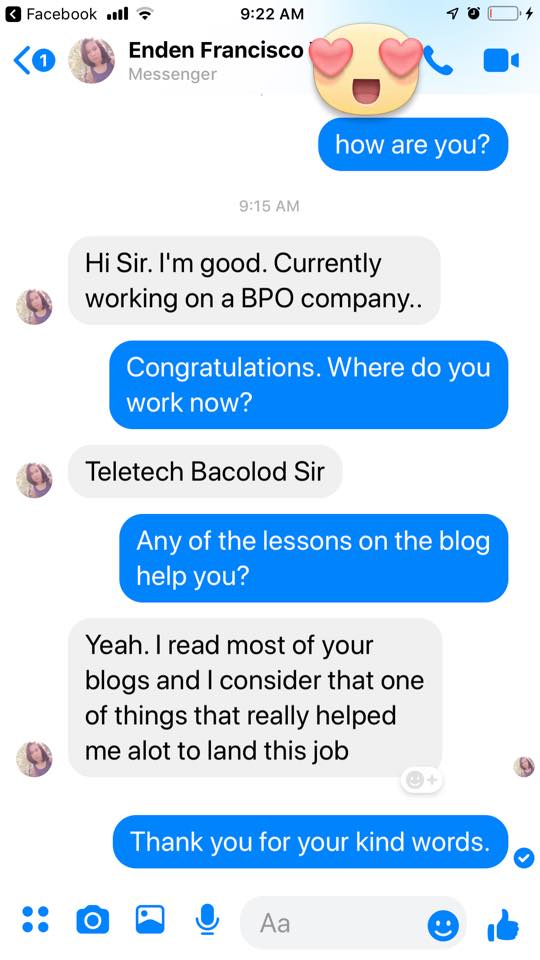 Facebook
9:22 AM
1
Enden Francisco
Messenger
how are you?
9:15 AM
Hi Sir. I'm good. Currently
working on a BPO company..
Congratulations. Where do you
work now?
Teletech Bacolod Sir
Any of the lessons on the blog
help you?
Yeah. I read most of your
blogs and I consider that one
of things that really helped
me alot to land this job
Thank you for your kind words.
Aa